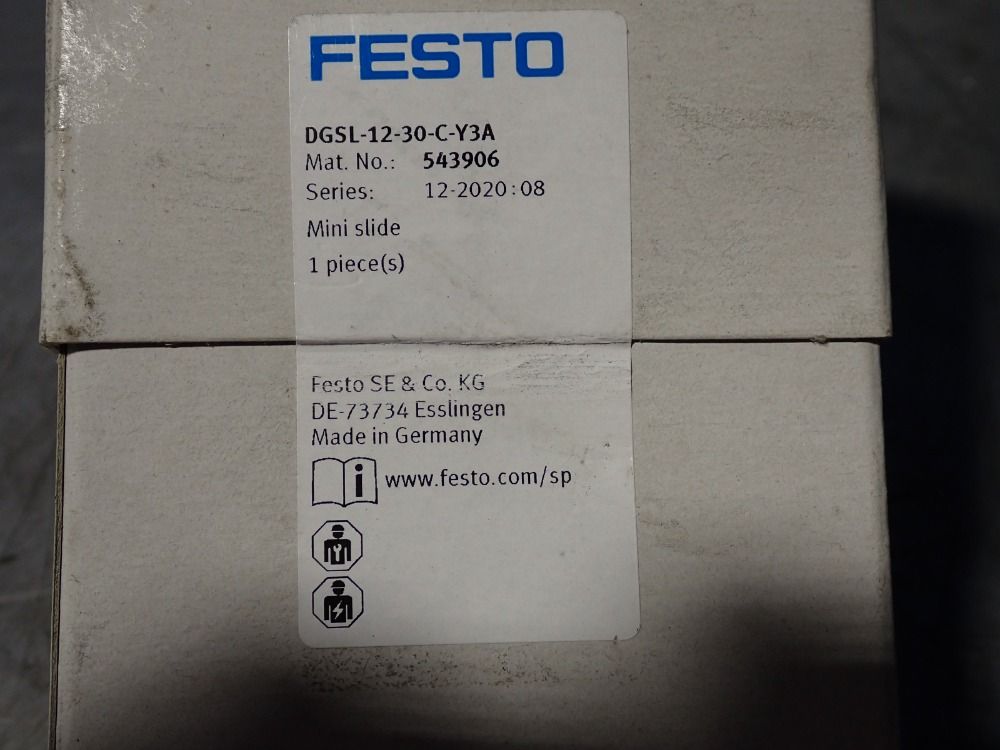 FESTO
DGSL-12-30-C-Y3A
Mat. No.: 543906
Series: 12-2020:08
Mini slide
1 piece(s)
Festo SE & Co. KG
DE-73734 Esslingen
Made in Germany
i www.festo.com/sp